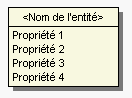 <Nom de l'entité>
Propriété 1
Propriété 2
Propriété 3
Propriété 4